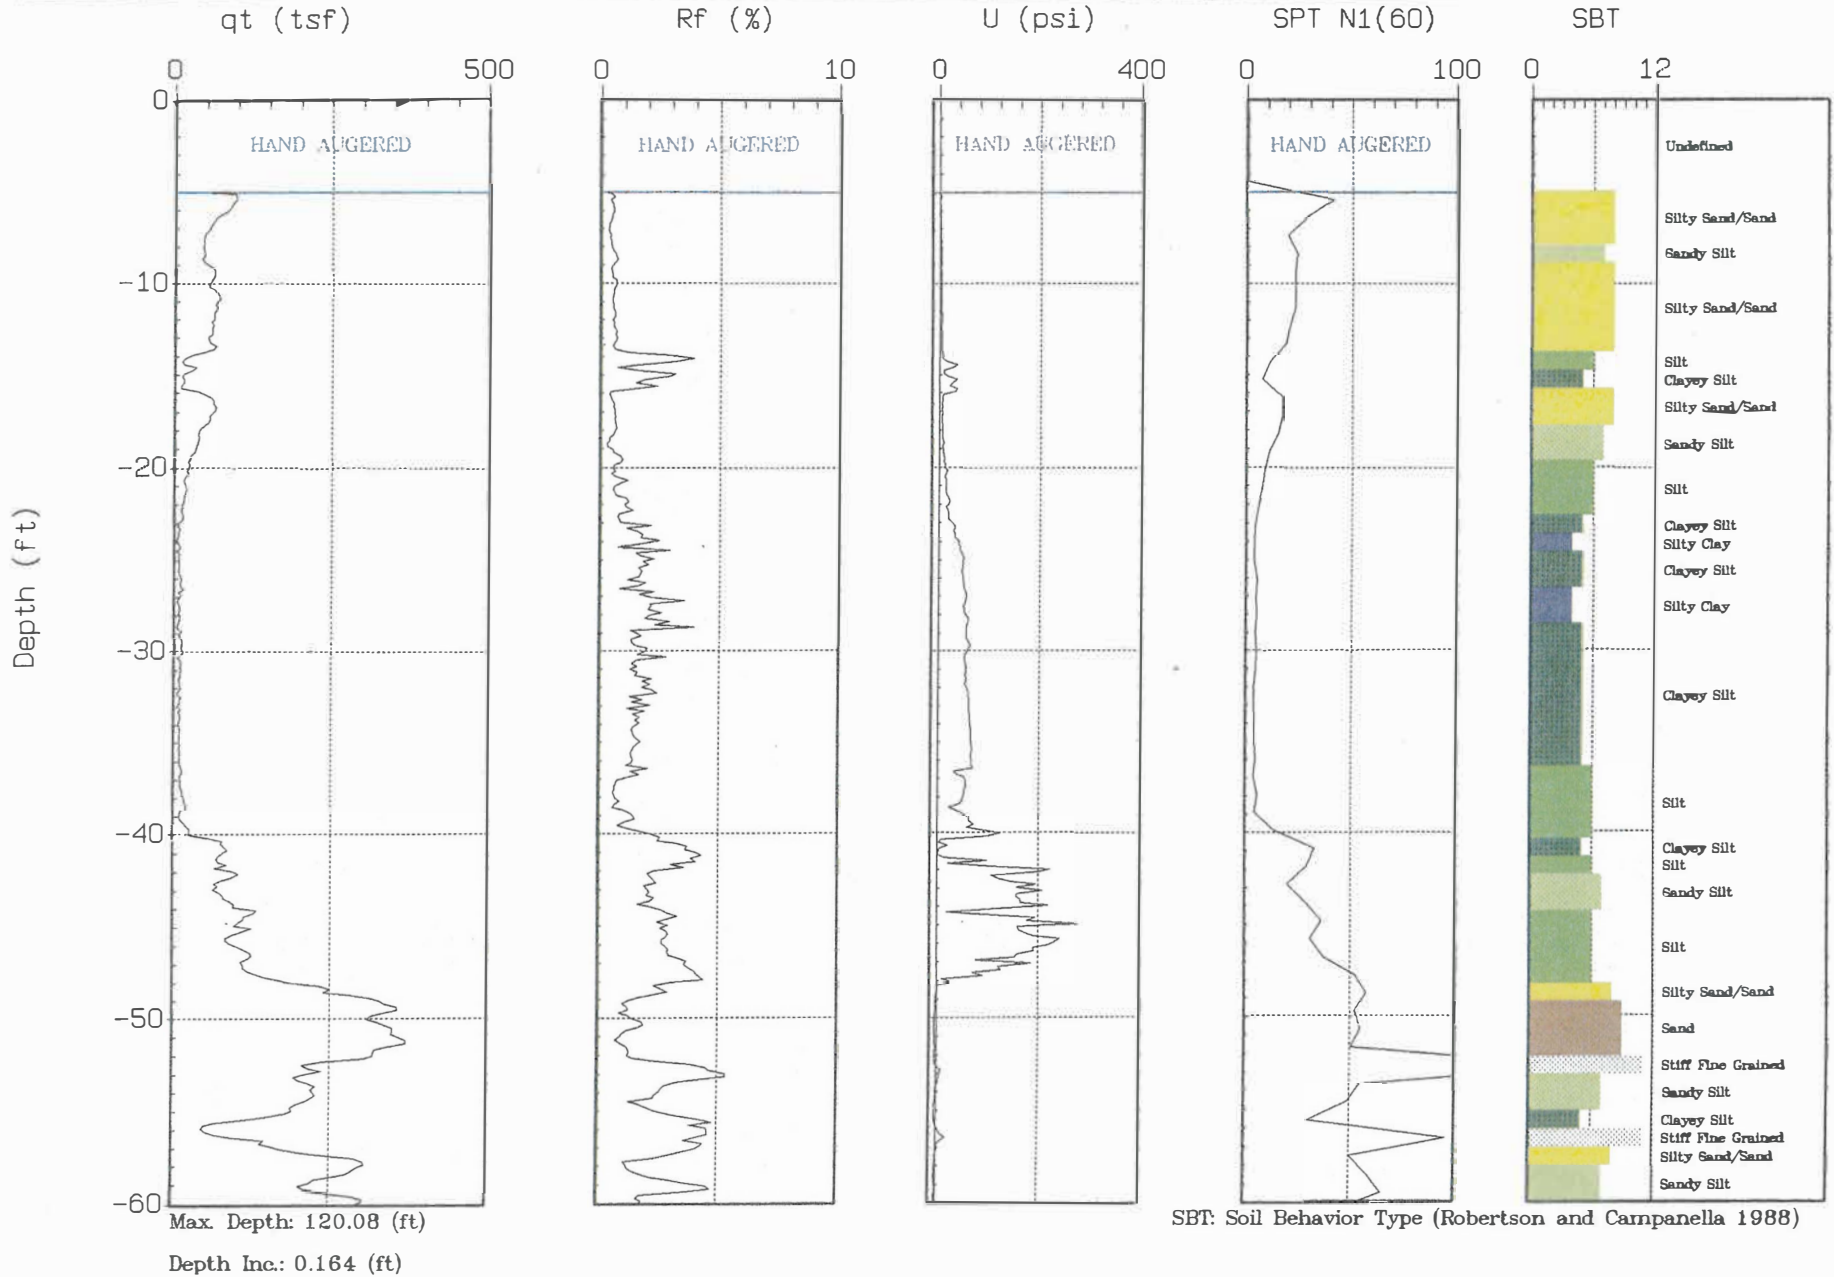 qt (tsf) Rf (%) U (psi) SPT N1(60) SBT
0 500 0 10 0 400 0 100 0 12
0
HAND AUGERED HAND AUGERED HAND AUGERED HAND AUGERED
Undefined
Silty Sand/Sand
Sandy Silt
-10
Silty Sand/Sand
Silt
Clayey Silt
Silty Sand/Sand
Sandy Silt
-20
Silt
Clayey Silt
Silty Clay
Clayey Silt
Depth (ft)
Silty Clay
-30
Clayey Silt
Silt
-40
Clayey Silt
Silt
Sandy Silt
Silt
Silty Sand/Sand
-50
Sand
Stiff Fine Grained
Sandy Silt
Clayey Silt
Stiff Fine Grained
Silty Sand/Sand
Sandy Silt
-60
Max. Depth: 120.08 (ft)
SBT: Soil Behavior Type (Robertson and Campanella 1988)
Depth Inc.: 0.164 (ft)